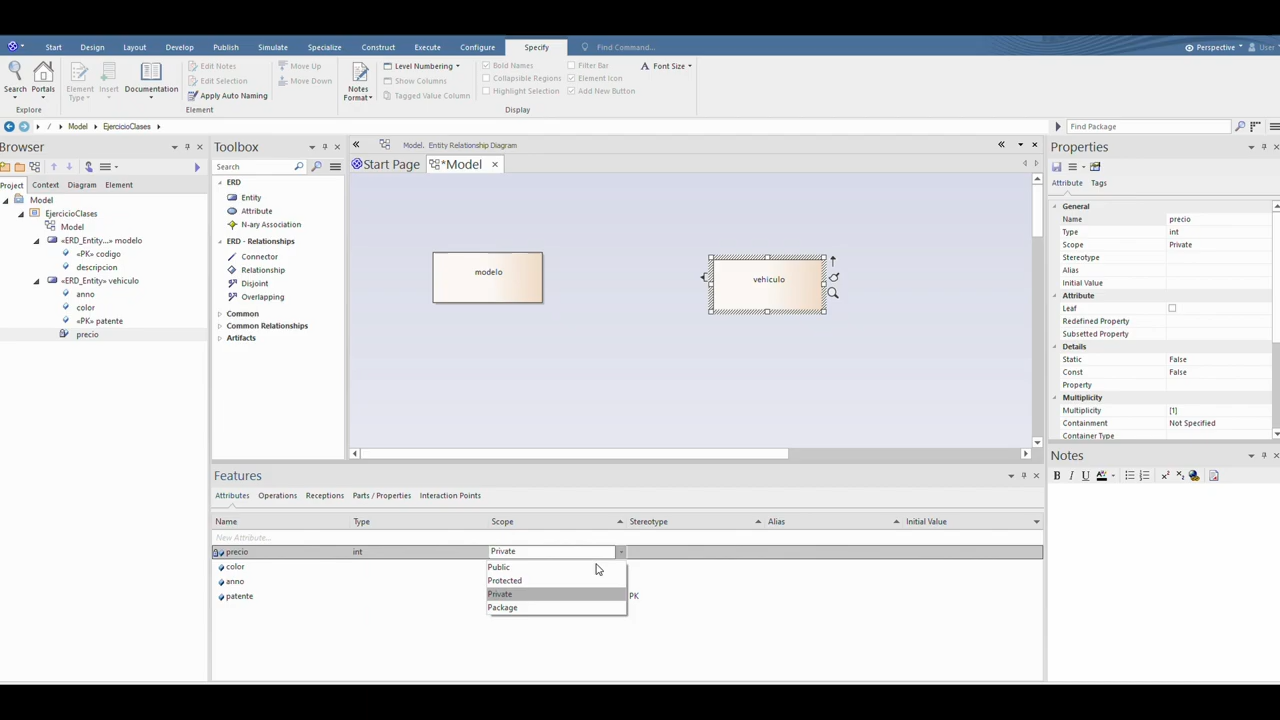 Start Design Layout Develop Publish Simulate Specialize Construct Execute Configure Specify Find Command... Perspective User
Edit Notes Move Up Level Numbering Bold Names Filter Bar Font Size
Edit Selection Move Down Show Columns Collapsible Regions Element Icon
Search Portals Element Type Insert Documentation Apply Auto Naming Notes Format Tagged Value Column Highlight Selection Add New Button
Explore Element Display
/ Model EjercicioClases Find Package
Browser
Project Context Diagram Element
Model
EjercicioClases
Model
«ERD_Entity...» modelo
«PK» codigo
descripcion
«ERD_Entity» vehiculo
anno
color
«PK» patente
precio
Toolbox
Search
ERD
Entity
Attribute
N-ary Association
ERD - Relationships
Connector
Relationship
Disjoint
Overlapping
Common
Common Relationships
Artifacts
Model. Entity Relationship Diagram
Start Page *Model
modelo
vehiculo
Features
Attributes Operations Receptions Parts / Properties Interaction Points
Name Type Scope Stereotype Alias Initial Value
New Attribute...
precio int Private
color
anno
patente PK
Public
Protected
Private
Package
Properties
Attribute Tags
General
Name precio
Type int
Scope Private
Stereotype
Alias
Initial Value
Attribute
Leaf
Redefined Property
Subsetted Property
Details
Static False
Const False
Property
Multiplicity
Multiplicity [1]
Containment Not Specified
Container Type
Notes
B I U